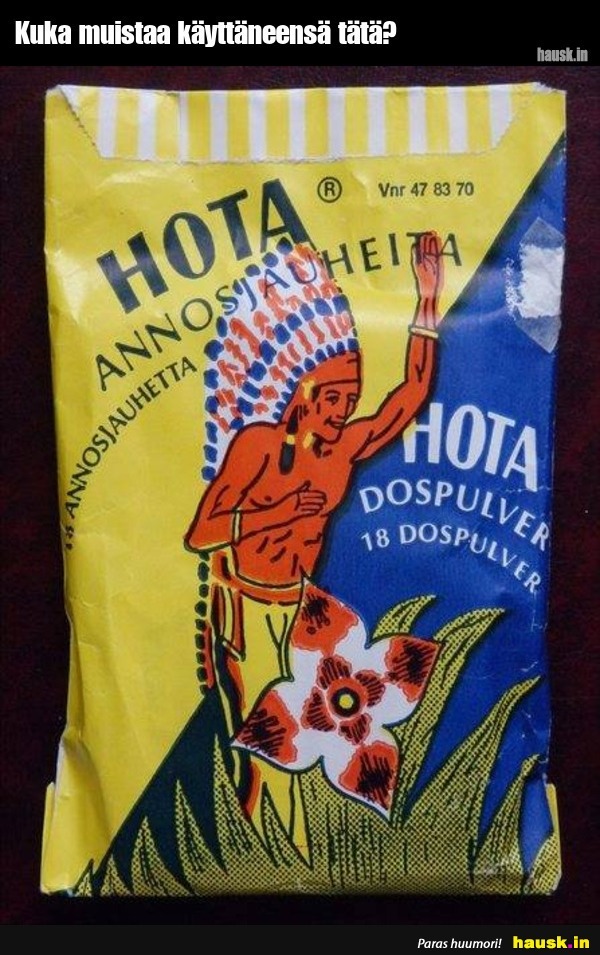 Kuka muistaa käyttäneensä tätä?
hausk.in
HOTA ®
Vnr 47 83 70
ANNOSJAUHEITA
18 ANNOSJAUHETTA
HOTA
DOSPULVER
18 DOSPULVER
Paras huumori! hausk.in